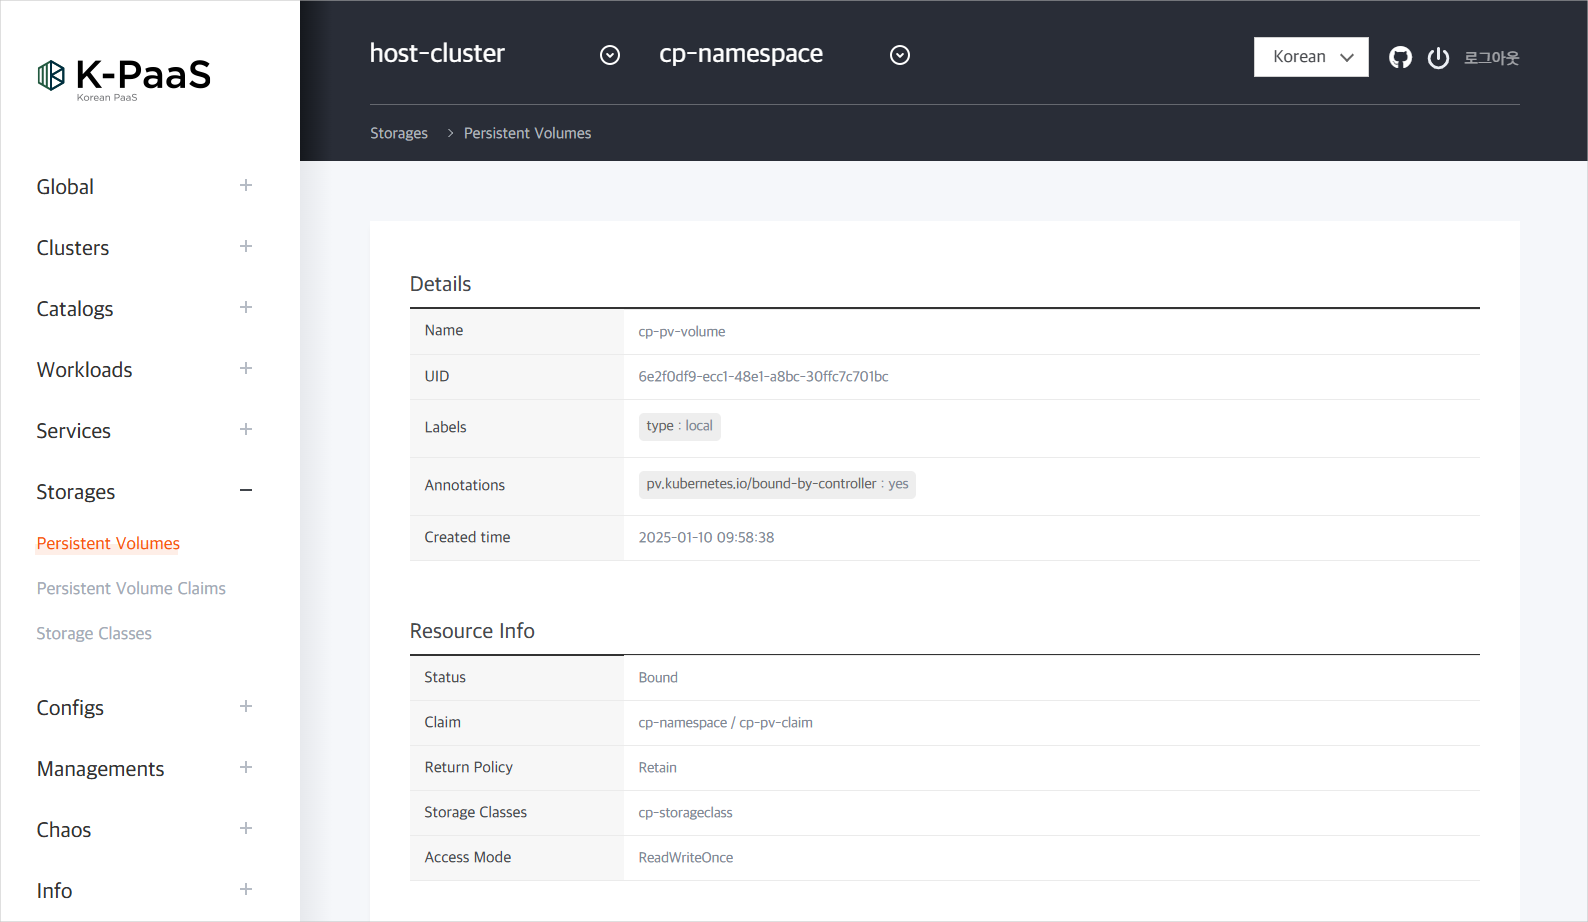 K-PaaS
Korean PaaS
host-cluster
cp-namespace
Korean
로그아웃
Storages > Persistent Volumes
Global
Clusters
Catalogs
Workloads
Services
Storages
Persistent Volumes
Persistent Volume Claims
Storage Classes
Configs
Managements
Chaos
Info
Details
Name cp-pv-volume
UID 6e2f0df9-ecc1-48e1-a8bc-30ffc7c701bc
Labels type : local
Annotations pv.kubernetes.io/bound-by-controller : yes
Created time 2025-01-10 09:58:38
Resource Info
Status Bound
Claim cp-namespace / cp-pv-claim
Return Policy Retain
Storage Classes cp-storageclass
Access Mode ReadWriteOnce